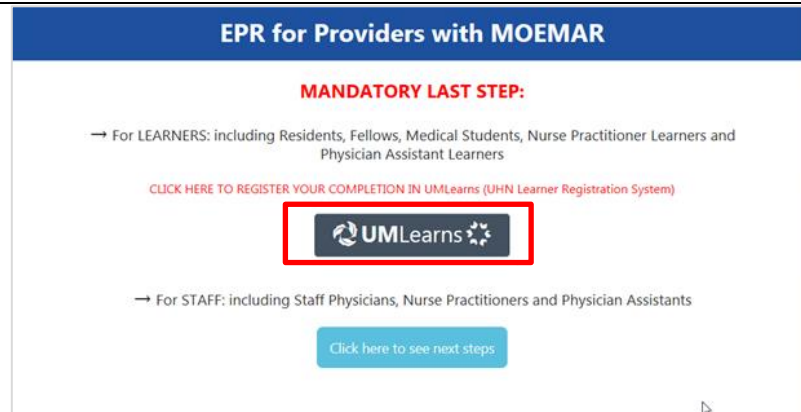 EPR for Providers with MOEMAR
MANDATORY LAST STEP:
→ For LEARNERS: including Residents, Fellows, Medical Students, Nurse Practitioner Learners and
Physician Assistant Learners
CLICK HERE TO REGISTER YOUR COMPLETION IN UMLearns (UHN Learner Registration System)
UMLearns
→ For STAFF: including Staff Physicians, Nurse Practitioners and Physician Assistants
Click here to see next steps